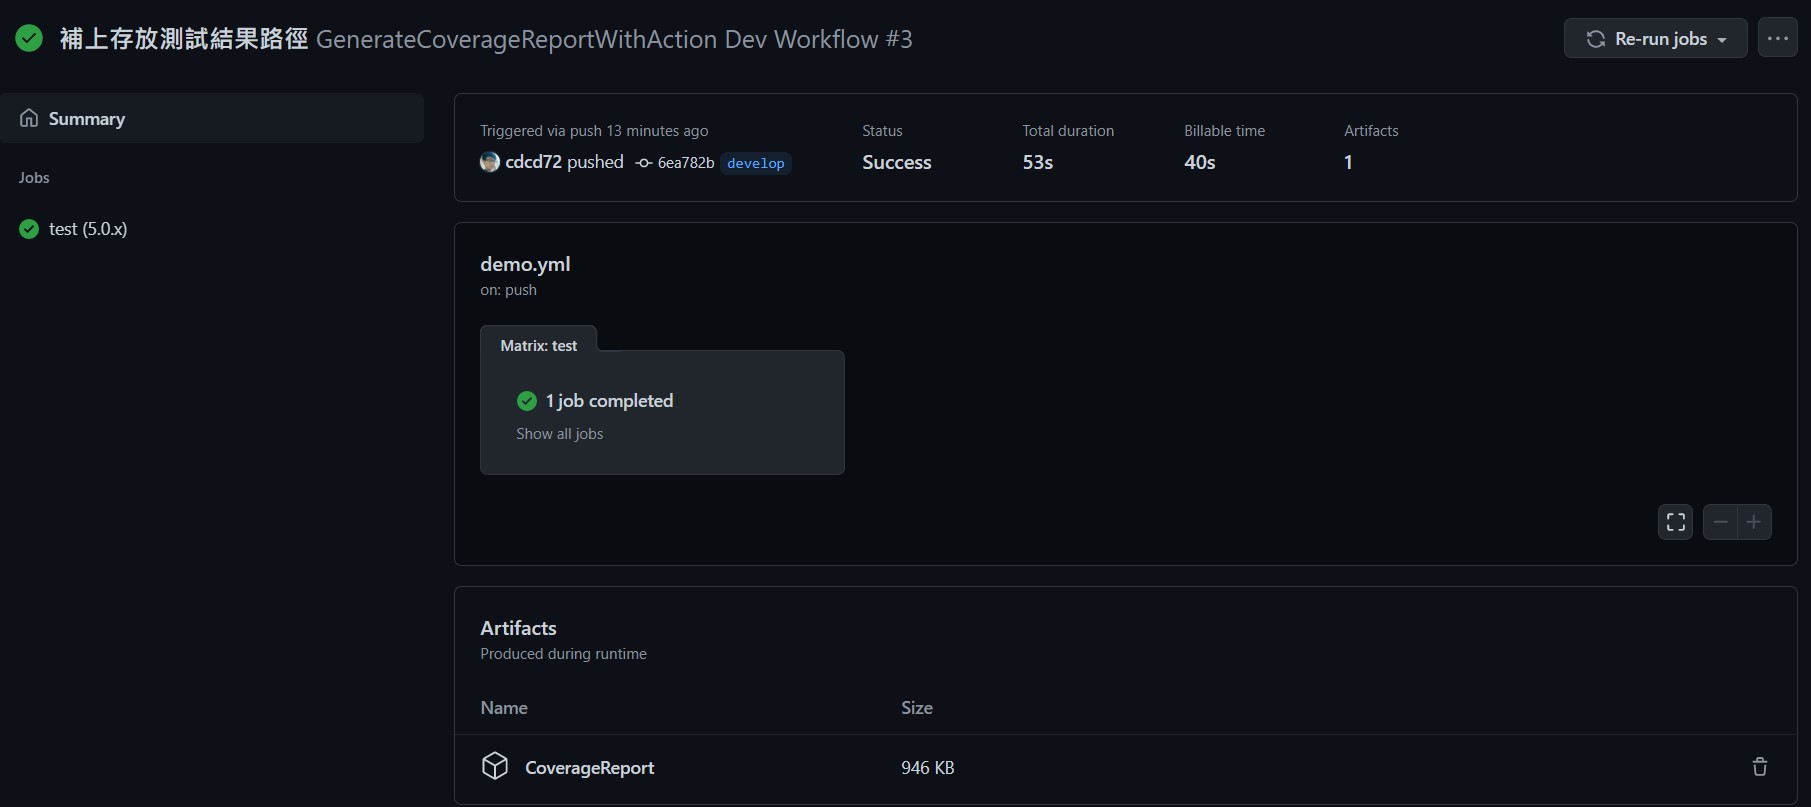 補上存放測試結果路徑 GenerateCoverageReportWithAction Dev Workflow #3
Re-run jobs
Summary
Jobs
test (5.0.x)
Triggered via push 13 minutes ago
cdcd72 pushed 6ea782b develop
Status
Success
Total duration
53s
Billable time
40s
Artifacts
1
demo.yml
on: push
Matrix: test
1 job completed
Show all jobs
Artifacts
Produced during runtime
Name Size
CoverageReport 946 KB